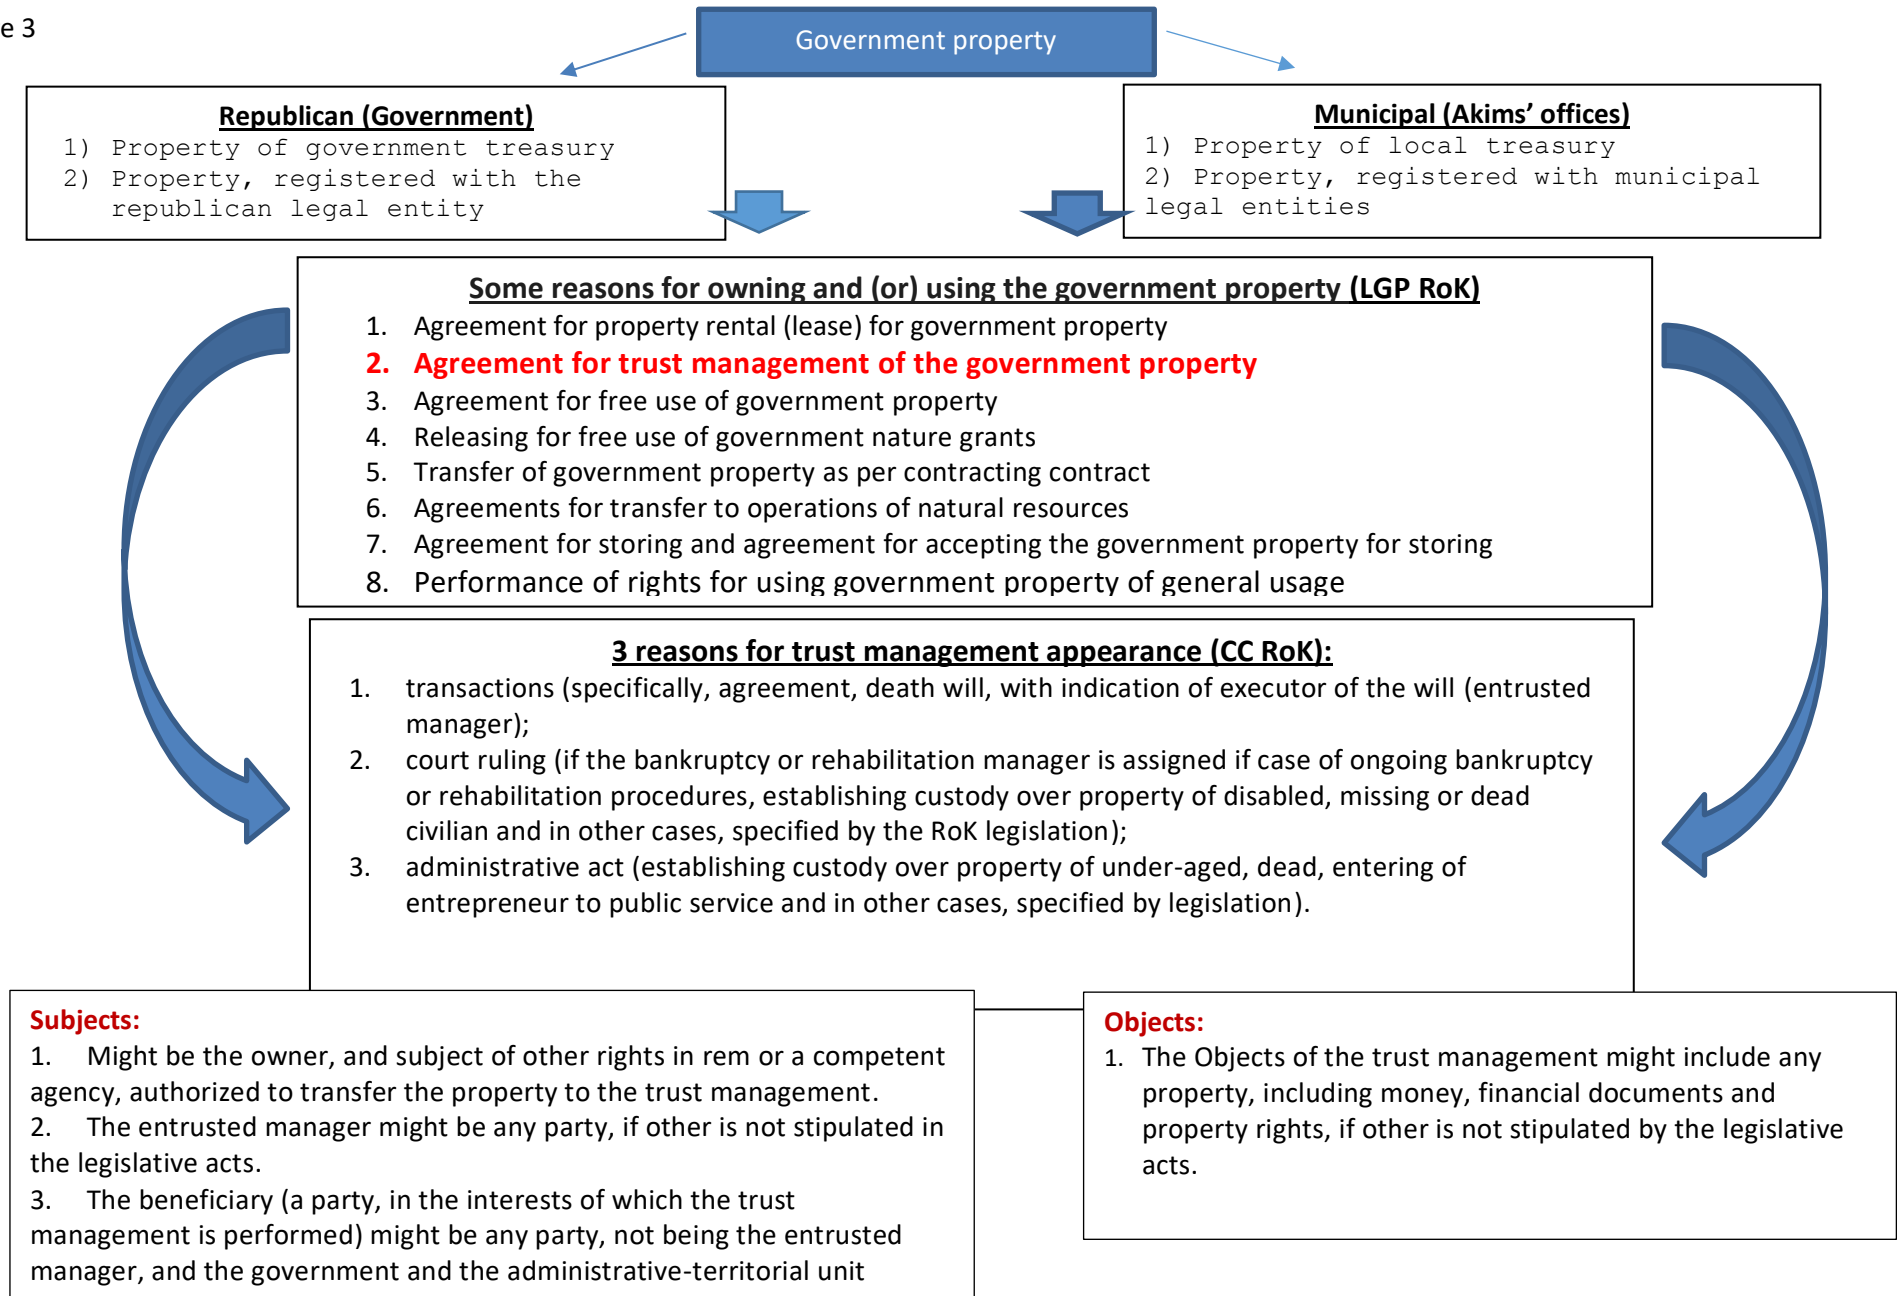 e 3
Government property
Republican (Government)
1) Property of government treasury
2) Property, registered with the
republican legal entity
Municipal (Akims’ offices)
1) Property of local treasury
2) Property, registered with municipal
legal entities
Some reasons for owning and (or) using the government property (LGP RoK)
1. Agreement for property rental (lease) for government property
2. Agreement for trust management of the government property
3. Agreement for free use of government property
4. Releasing for free use of government nature grants
5. Transfer of government property as per contracting contract
6. Agreements for transfer to operations of natural resources
7. Agreement for storing and agreement for accepting the government property for storing
8. Performance of rights for using government property of general usage
3 reasons for trust management appearance (CC RoK):
1. transactions (specifically, agreement, death will, with indication of executor of the will (entrusted
manager);
2. court ruling (if the bankruptcy or rehabilitation manager is assigned if case of ongoing bankruptcy
or rehabilitation procedures, establishing custody over property of disabled, missing or dead
civilian and in other cases, specified by the RoK legislation);
3. administrative act (establishing custody over property of under-aged, dead, entering of
entrepreneur to public service and in other cases, specified by legislation).
Subjects:
1. Might be the owner, and subject of other rights in rem or a competent
agency, authorized to transfer the property to the trust management.
2. The entrusted manager might be any party, if other is not stipulated in
the legislative acts.
3. The beneficiary (a party, in the interests of which the trust
management is performed) might be any party, not being the entrusted
manager, and the government and the administrative-territorial unit
Objects:
1. The Objects of the trust management might include any
property, including money, financial documents and
property rights, if other is not stipulated by the legislative
acts.